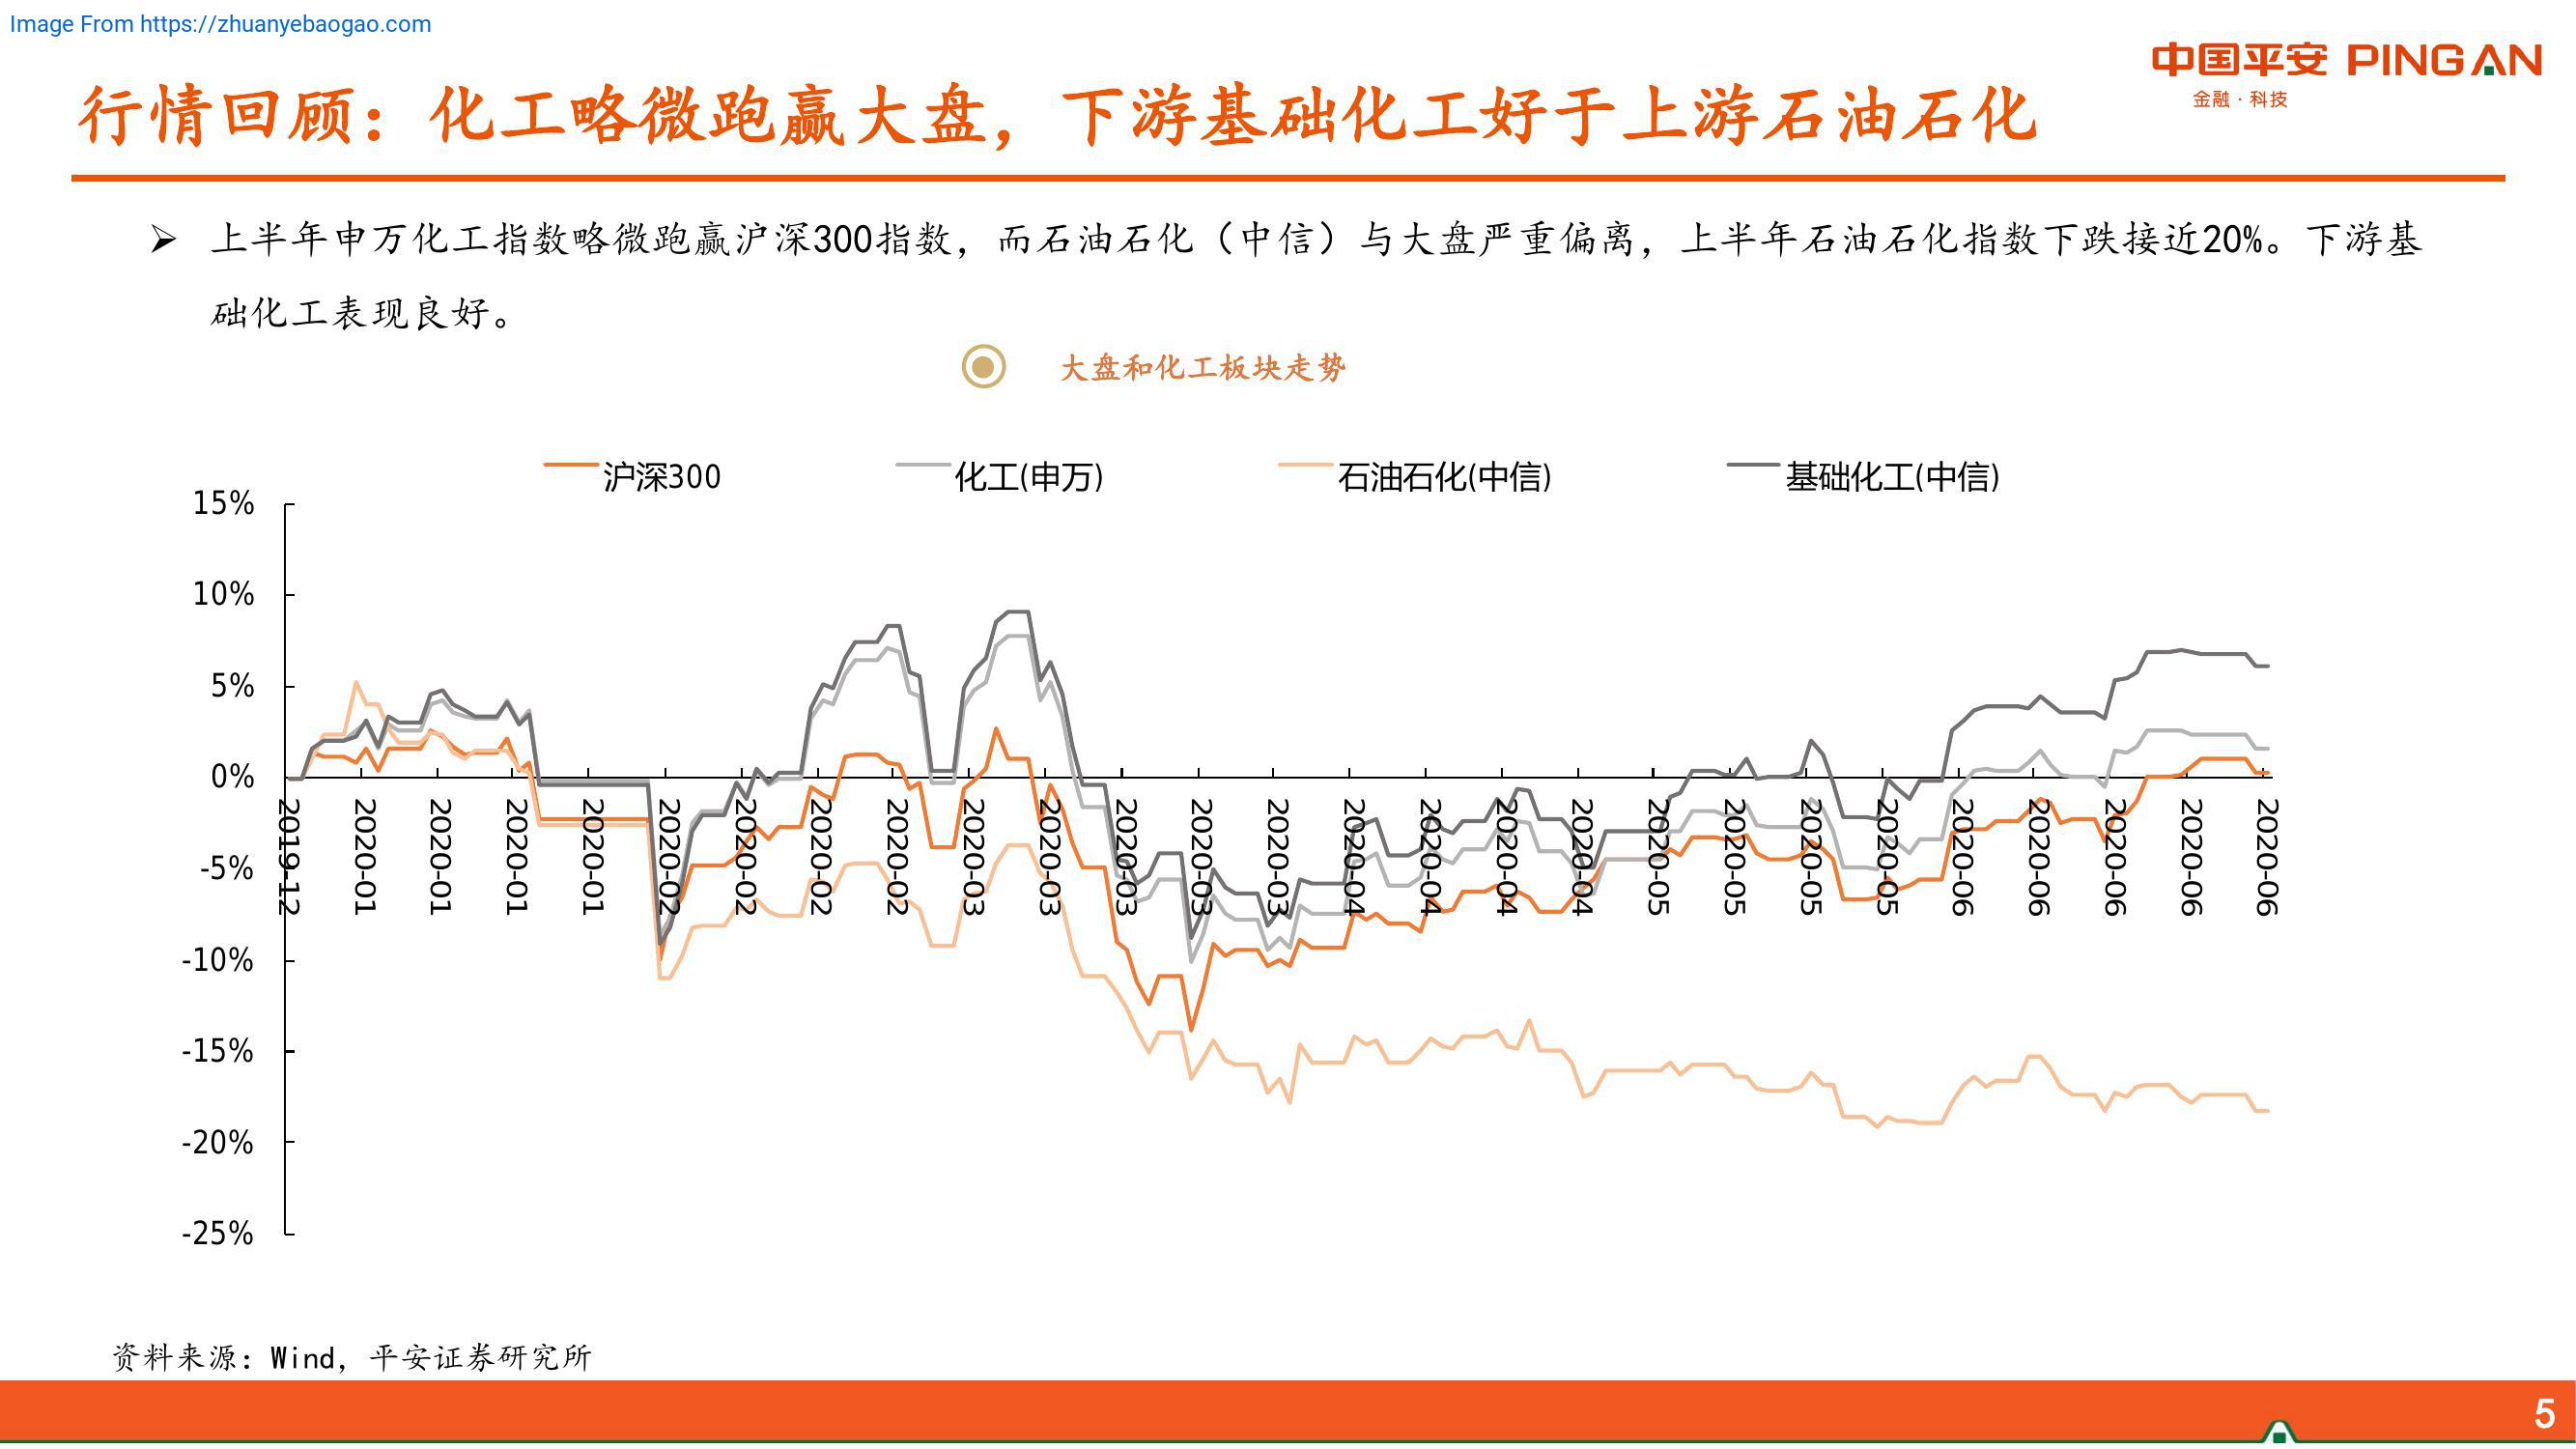 Image From https://zhuanyebaogao.com
中国平安 PINGAN
金融·科技
行情回顾：化工略微跑赢大盘，下游基础化工好于上游石油石化
上半年申万化工指数略微跑赢沪深300指数，而石油石化（中信）与大盘严重偏离，上半年石油石化指数下跌接近20%。下游基
础化工表现良好。
大盘和化工板块走势
沪深300 化工(申万) 石油石化(中信) 基础化工(中信)
15%
10%
5%
0%
-5%
-10%
-15%
-20%
-25%
2019-12 2020-01 2020-01 2020-01 2020-01 2020-02 2020-02 2020-02 2020-02 2020-03 2020-03 2020-03 2020-03 2020-03 2020-04 2020-04 2020-04 2020-04 2020-05 2020-05 2020-05 2020-05 2020-06 2020-06 2020-06 2020-06 2020-06
资料来源：Wind，平安证券研究所
5